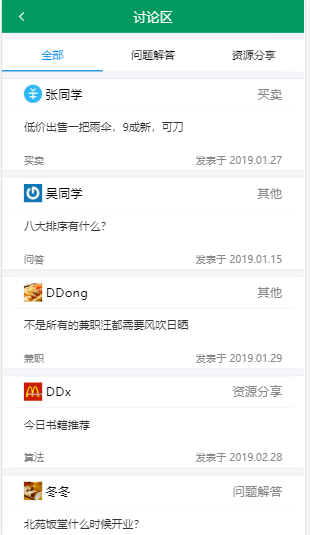 讨论区
全部 问题解答 资源分享
张同学 买卖
低价出售一把雨伞，9成新，可刀
买卖 发表于 2019.01.27
吴同学 其他
八大排序有什么?
问答 发表于 2019.01.15
DDong 其他
不是所有的兼职汪都需要风吹日晒
兼职 发表于 2019.01.29
DDx 资源分享
今日书籍推荐
算法 发表于 2019.02.28
冬冬 问题解答
北苑饭堂什么时候开业?